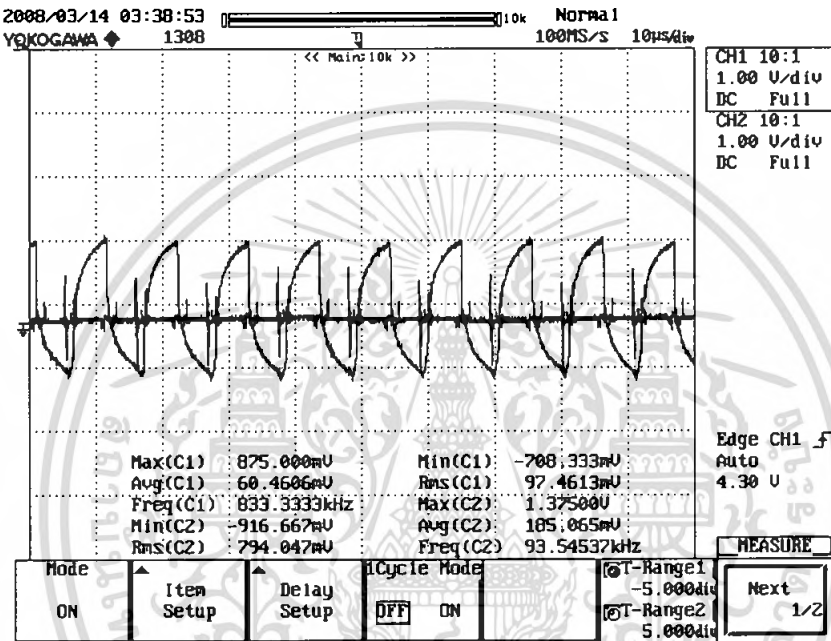 2008/03/14 03:38:53 10k Normal
YOKOGAWA ◆ 1308 100MS/s 10µs/div
<< Main:10k >>
CH1 10:1
1.00 V/div
DC Full
CH2 10:1
1.00 V/div
DC Full
Edge CH1
Auto
4.30 V
Max(C1) 875.000mV Min(C1) -708.333mV
Avg(C1) 60.4606mV Rms(C1) 97.4613mV
Freq(C1) 833.3333kHz Max(C2) 1.37500V
Min(C2) -916.667mV Avg(C2) 185.065mV
Rms(C2) 794.047mV Freq(C2) 93.54537kHz
MEASURE
Mode
ON
Item
Setup
Delay
Setup
1Cycle Mode
OFF ON
T-Range1
-5.000div
T-Range2
5.000div
Next
1/2